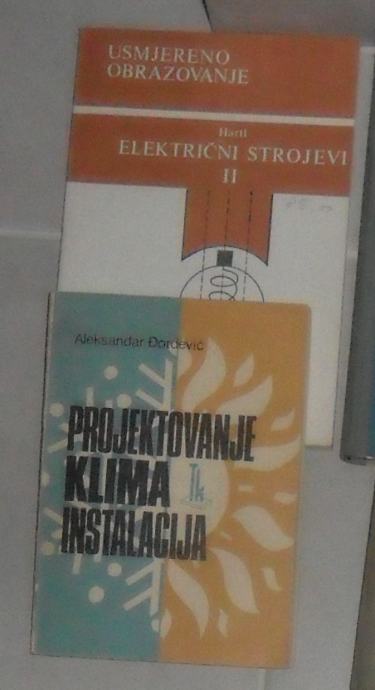 USMJERENO
OBRAZOVANJE
Hartl
ELEKTRIČNI STROJEVI
II
Aleksandar Đorđević
PROJEKTOVANJE
KLIMA
INSTALACIJA